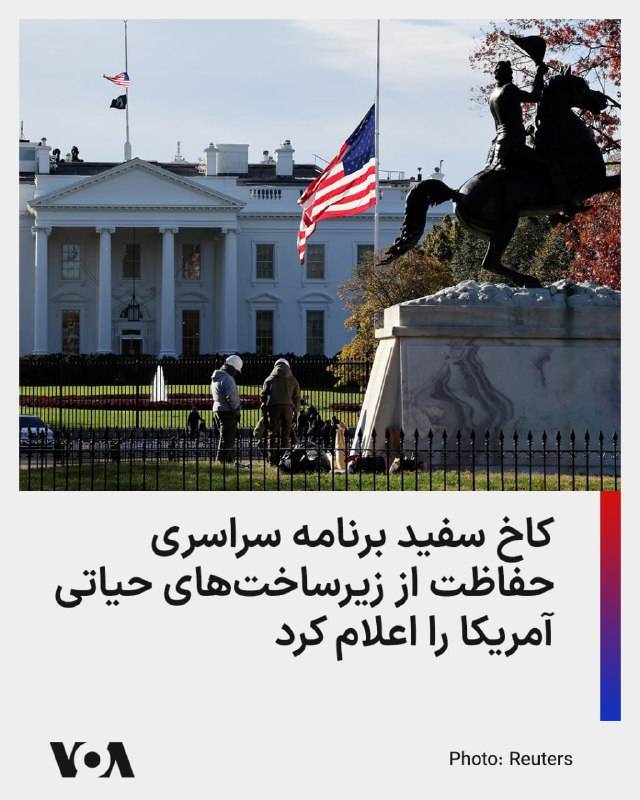 کاخ سفید برنامه سراسری
حفاظت از زیرساخت‌های حیاتی
آمریکا را اعلام کرد
VOA
Photo: Reuters